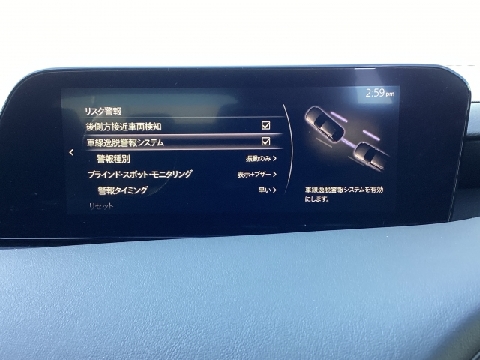 2:59pm
リスク警報
後側方接近車両検知
車線逸脱警報システム
警報種別 振動のみ
ブラインド・スポット・モニタリング 表示+ブザー
警報タイミング 早い
リセット
車線逸脱警報システムを有効
にします。